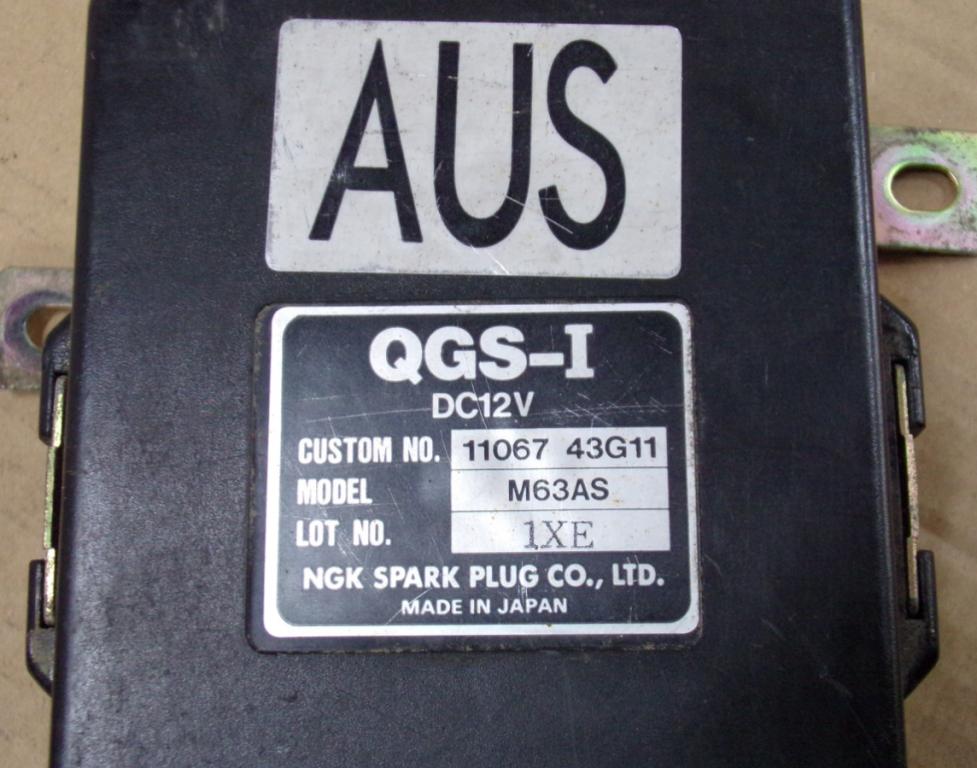 AUS
QGS-I
DC12V
CUSTOM NO. 11067 43G11
MODEL M63AS
LOT NO. 1XE
NGK SPARK PLUG CO., LTD.
MADE IN JAPAN